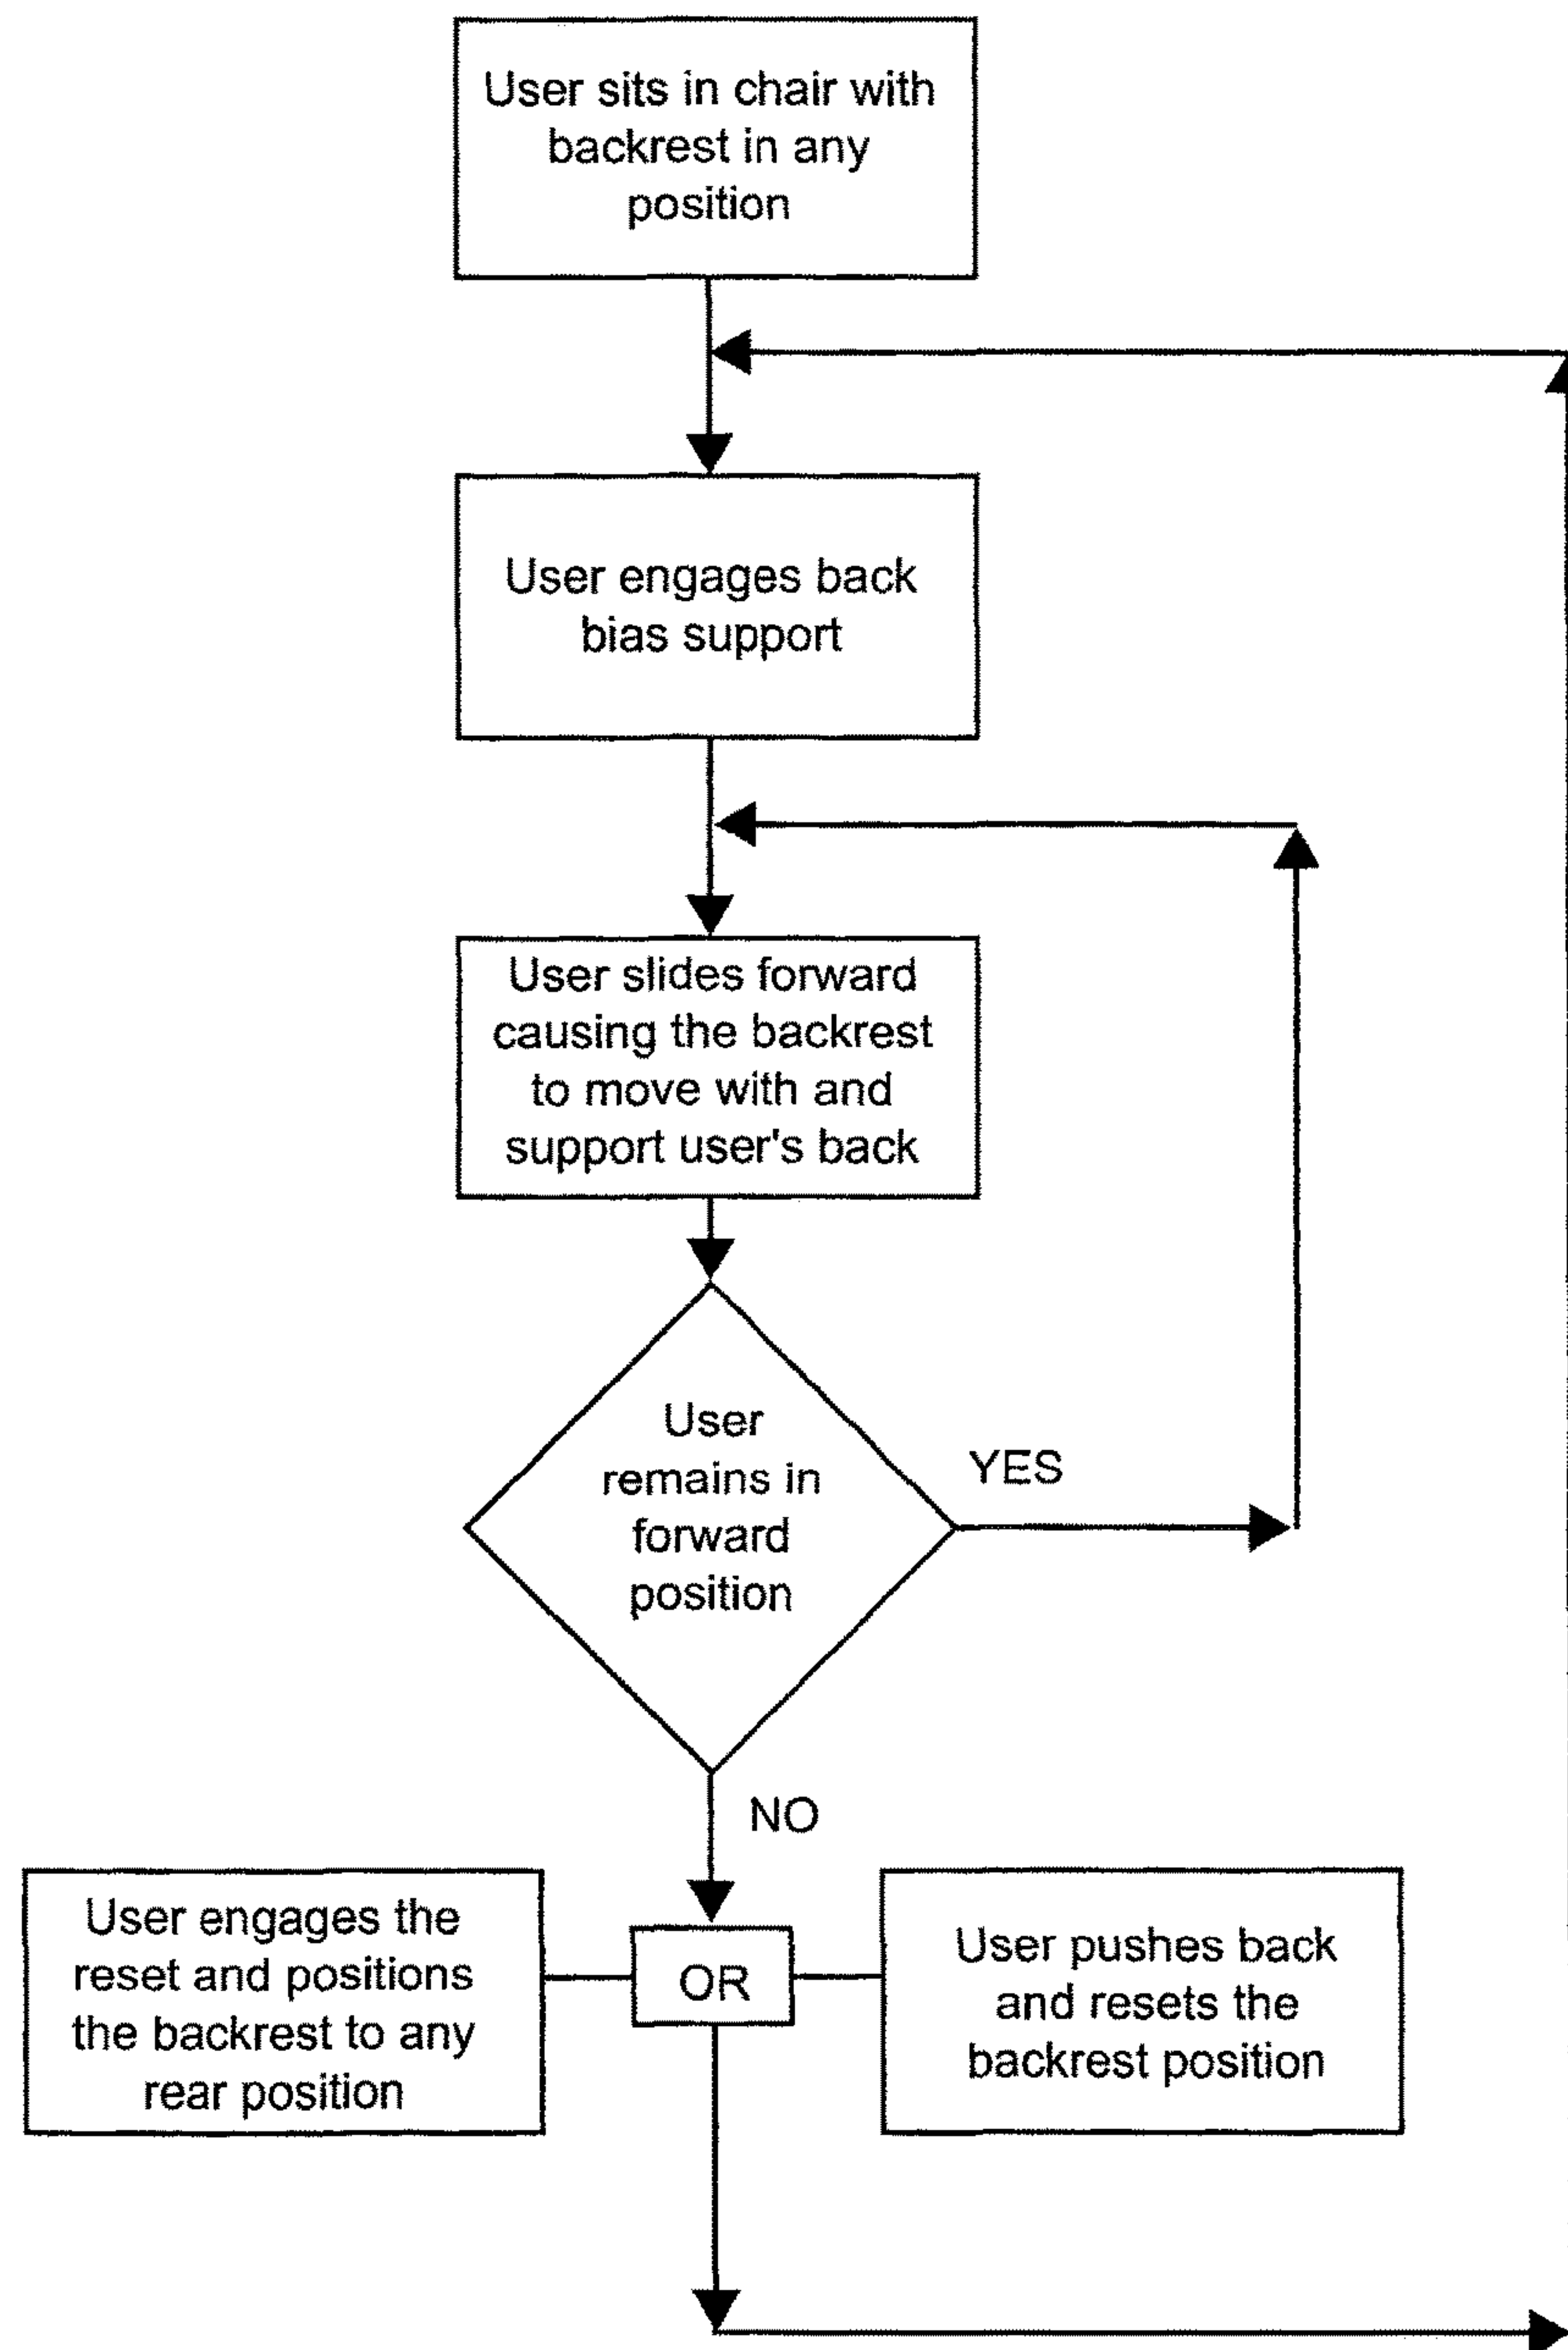 User sits in chair with
backrest in any
position
User engages back
bias support
User slides forward
causing the backrest
to move with and
support user's back
User
remains in
forward
position
YES
NO
User engages the
reset and positions
the backrest to any
rear position
OR
User pushes back
and resets the
backrest position